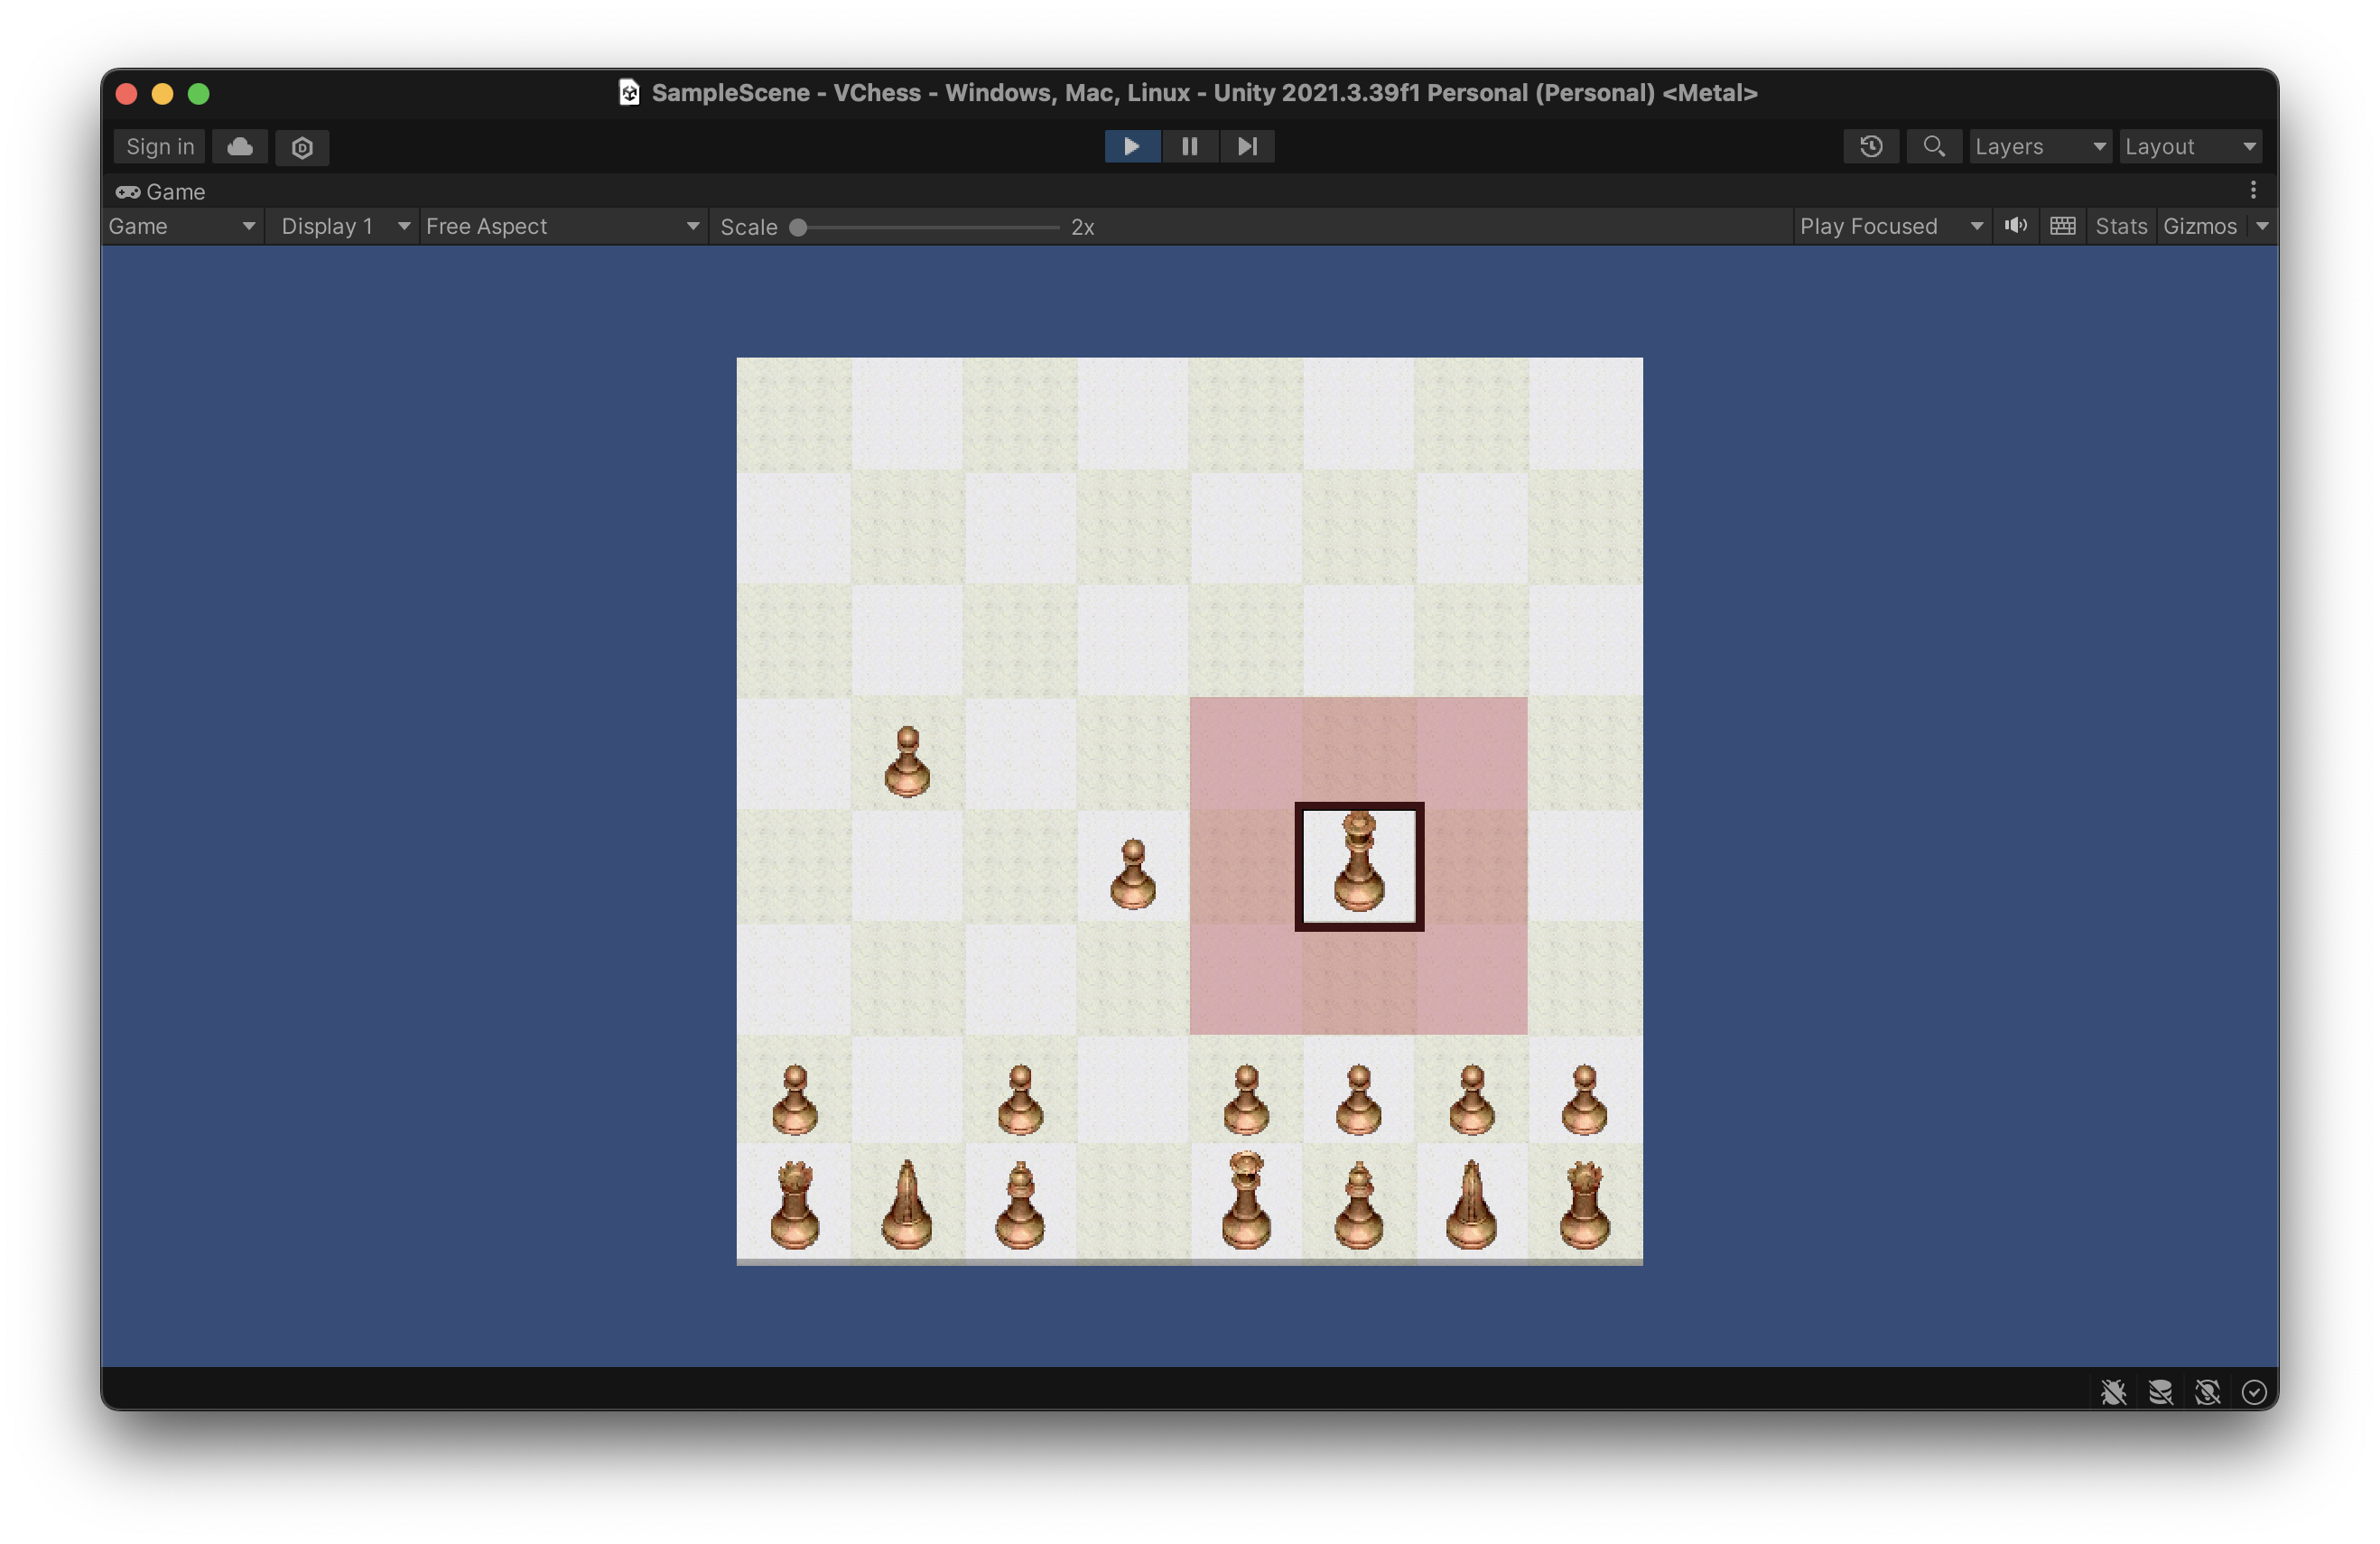 SampleScene - VChess - Windows, Mac, Linux - Unity 2021.3.39f1 Personal (Personal) <Metal>
Sign in
Layers
Layout
Game
Game
Display 1
Free Aspect
Scale
2x
Play Focused
Stats
Gizmos